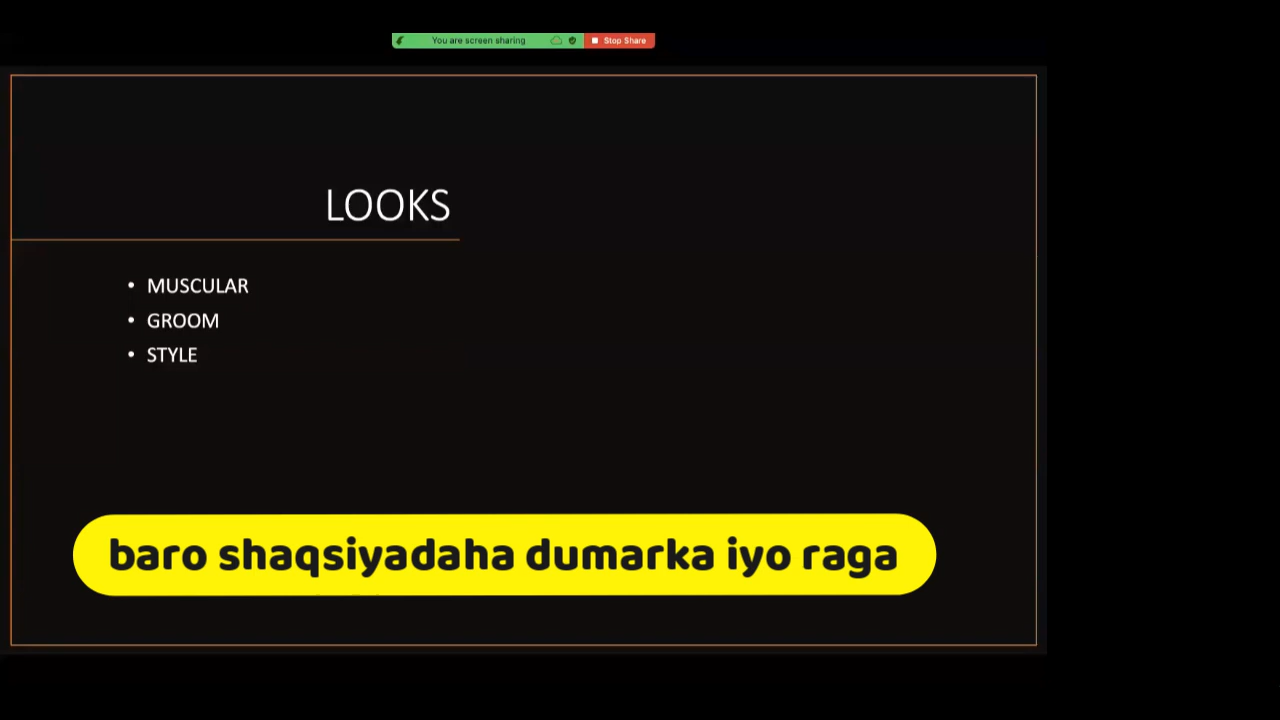 You are screen sharing
Stop Share
LOOKS
• MUSCULAR
• GROOM
• STYLE
baro shaqsiyadaha dumarka iyo raga